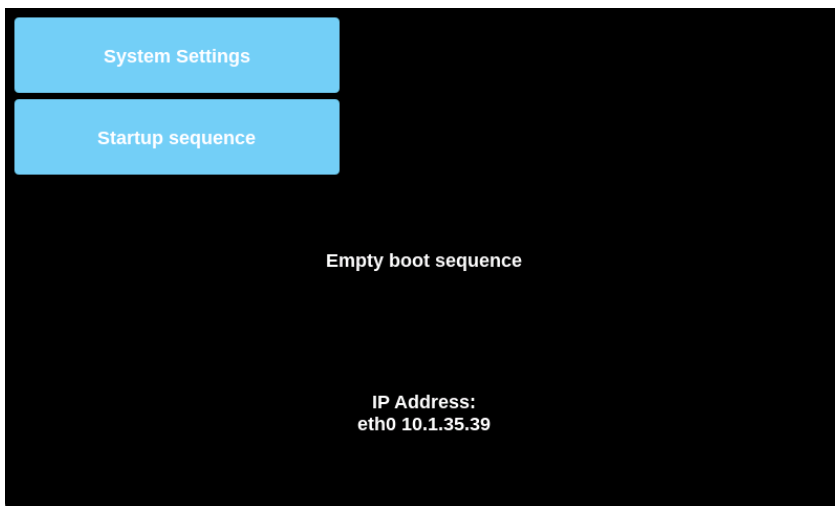 System Settings
Startup sequence
Empty boot sequence
IP Address:
eth0 10.1.35.39